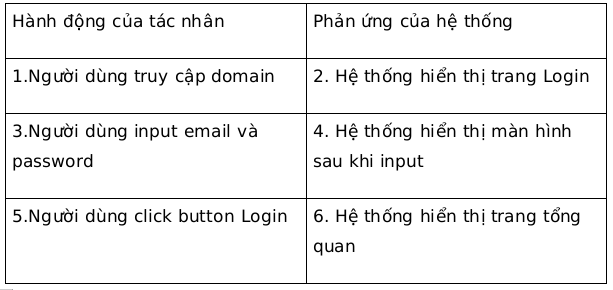 Hành động của tác nhân
Phản ứng của hệ thống
1.Người dùng truy cập domain
2. Hệ thống hiển thị trang Login
3.Người dùng input email và
password
4. Hệ thống hiển thị màn hình
sau khi input
5.Người dùng click button Login
6. Hệ thống hiển thị trang tổng
quan